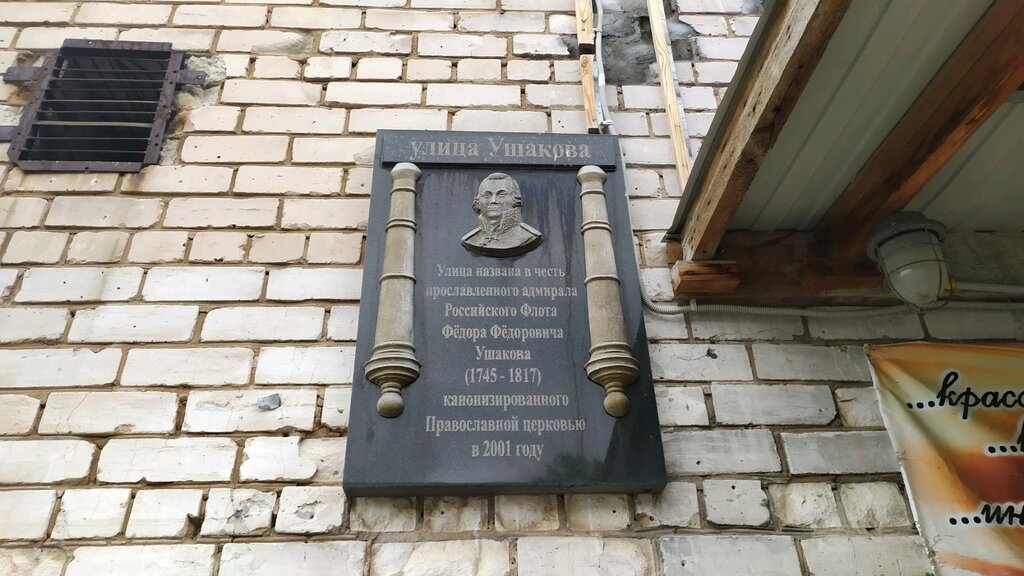 улица Ушакова
Улица названа в честь
прославленного адмирала
Российского Флота
Фёдора Фёдоровича
Ушакова
(1745 - 1817)
канонизированного
Православной церковью
в 2001 году